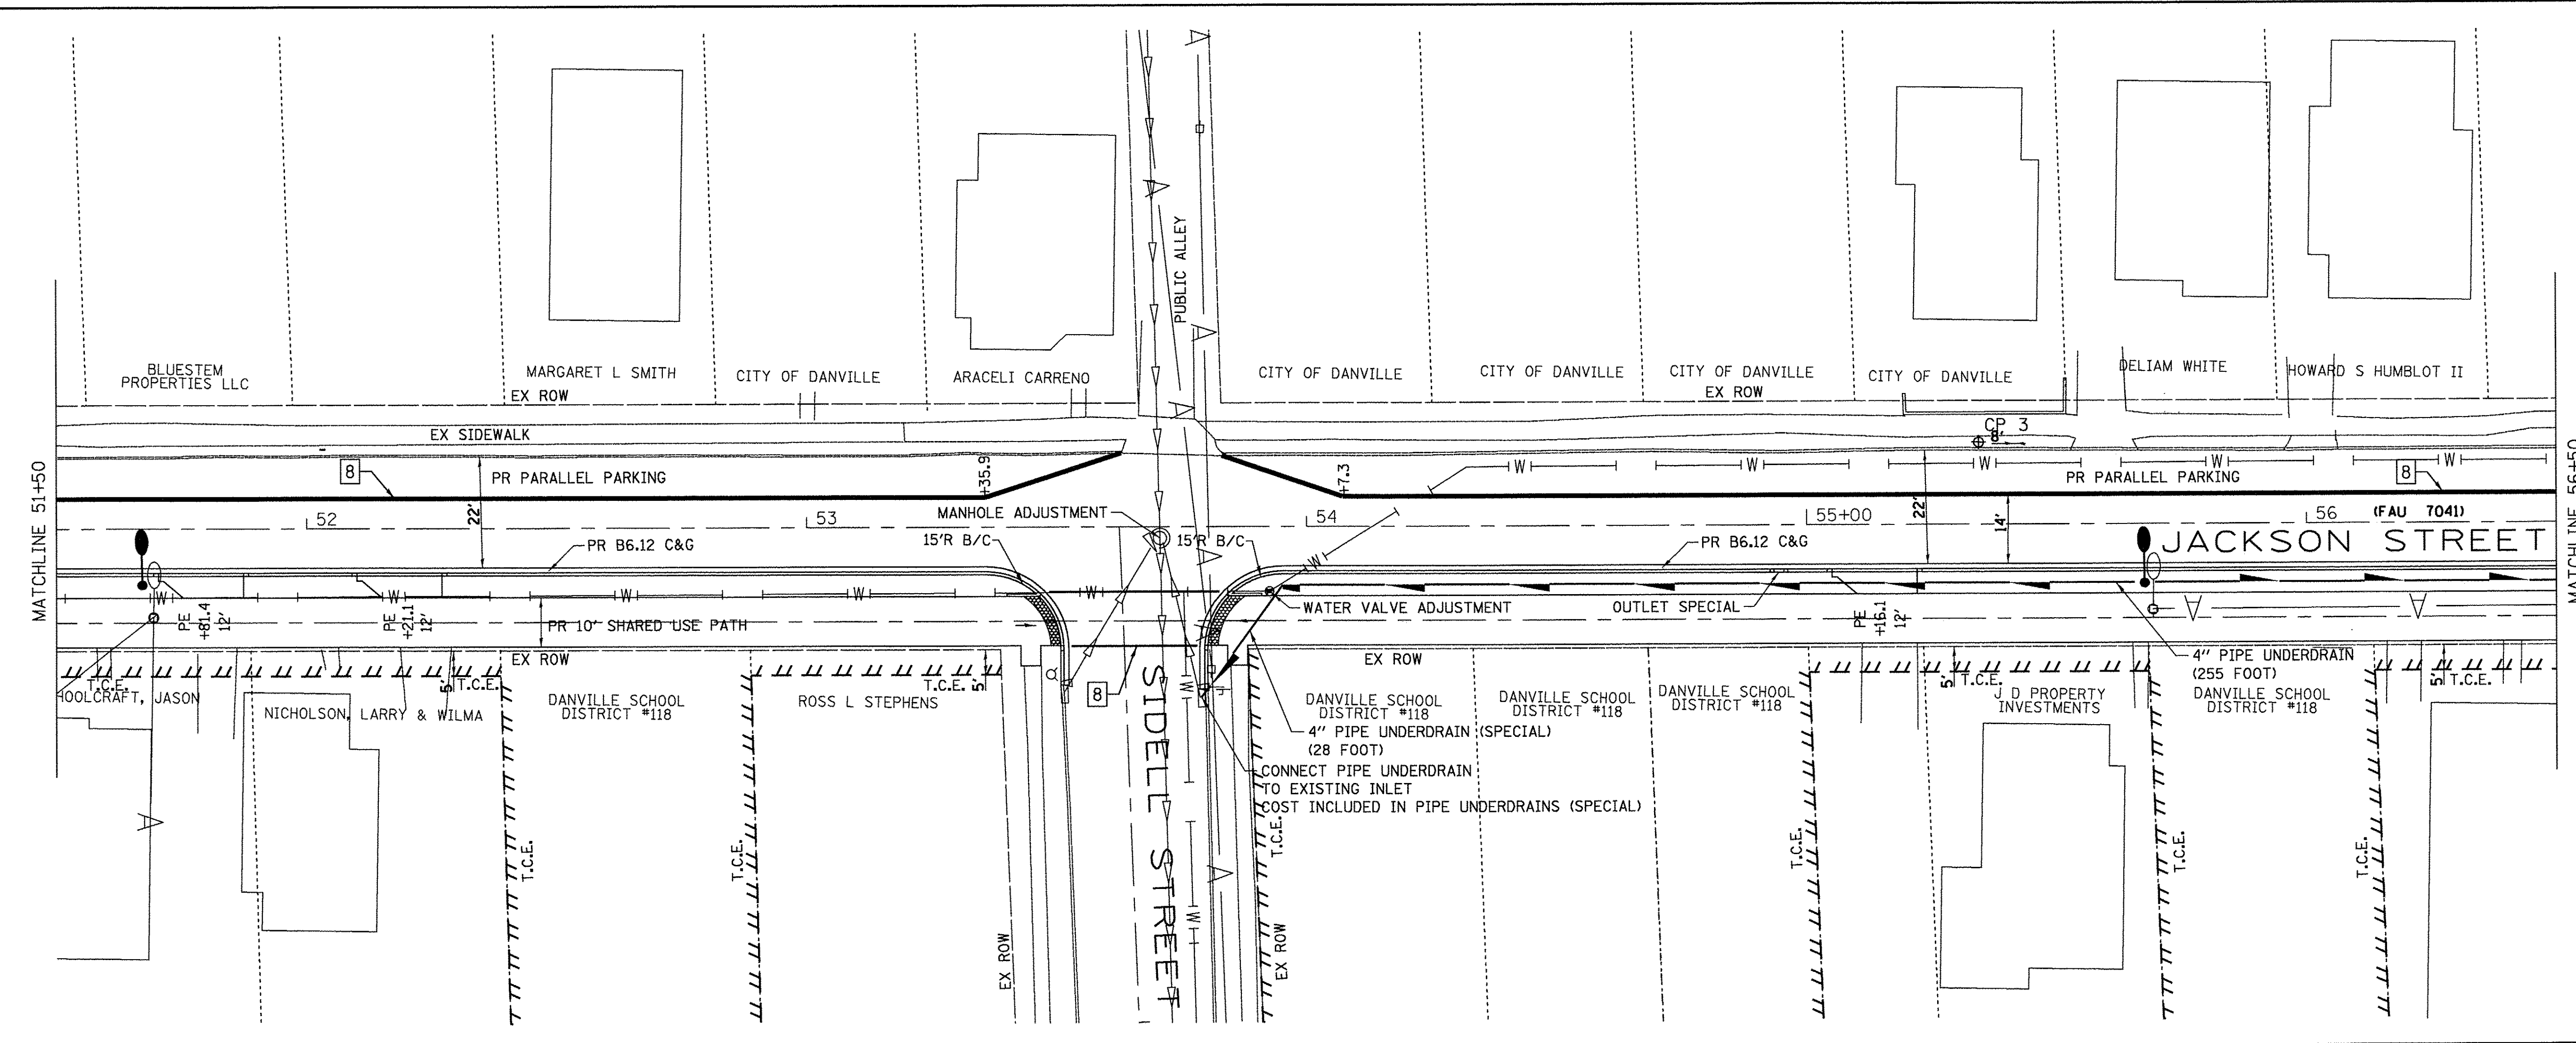 PUBLIC ALLEY
BLUESTEM
PROPERTIES LLC
MARGARET L SMITH
CITY OF DANVILLE
ARACELI CARRENO
CITY OF DANVILLE
CITY OF DANVILLE
CITY OF DANVILLE
CITY OF DANVILLE
DELIAM WHITE
HOWARD S HUMBLOT II
EX ROW
EX ROW
EX SIDEWALK
CP 3
8'
MATCHLINE 51+50
MATCHLINE 56+50
8
PR PARALLEL PARKING
+35.9
+7.3
W
W
W
W
W
PR PARALLEL PARKING
8
22'
52
53
MANHOLE ADJUSTMENT
54
55+00
22'
14'
56
(FAU 7041)
JACKSON STREET
PR B6.12 C&G
15'R B/C
15'R B/C
PR B6.12 C&G
W
W
W
W
W
W
WATER VALVE ADJUSTMENT
OUTLET SPECIAL
PE
+81.4
12'
PE
+21.1
12'
PR 10' SHARED USE PATH
PE
+16.1
12'
EX ROW
EX ROW
4" PIPE UNDERDRAIN
(255 FOOT)
T.C.E.
5'
T.C.E.
T.C.E.
5'
5'
T.C.E.
5'
T.C.E.
HOOLCRAFT, JASON
NICHOLSON, LARRY & WILMA
DANVILLE SCHOOL
DISTRICT #118
ROSS L STEPHENS
8
DANVILLE SCHOOL
DISTRICT #118
DANVILLE SCHOOL
DISTRICT #118
DANVILLE SCHOOL
DISTRICT #118
J D PROPERTY
INVESTMENTS
DANVILLE SCHOOL
DISTRICT #118
4" PIPE UNDERDRAIN (SPECIAL)
(28 FOOT)
CONNECT PIPE UNDERDRAIN
TO EXISTING INLET
COST INCLUDED IN PIPE UNDERDRAINS (SPECIAL)
SIDELL STREET
W
W
T.C.E.
T.C.E.
T.C.E.
T.C.E.
T.C.E.
T.C.E.
EX ROW
EX ROW